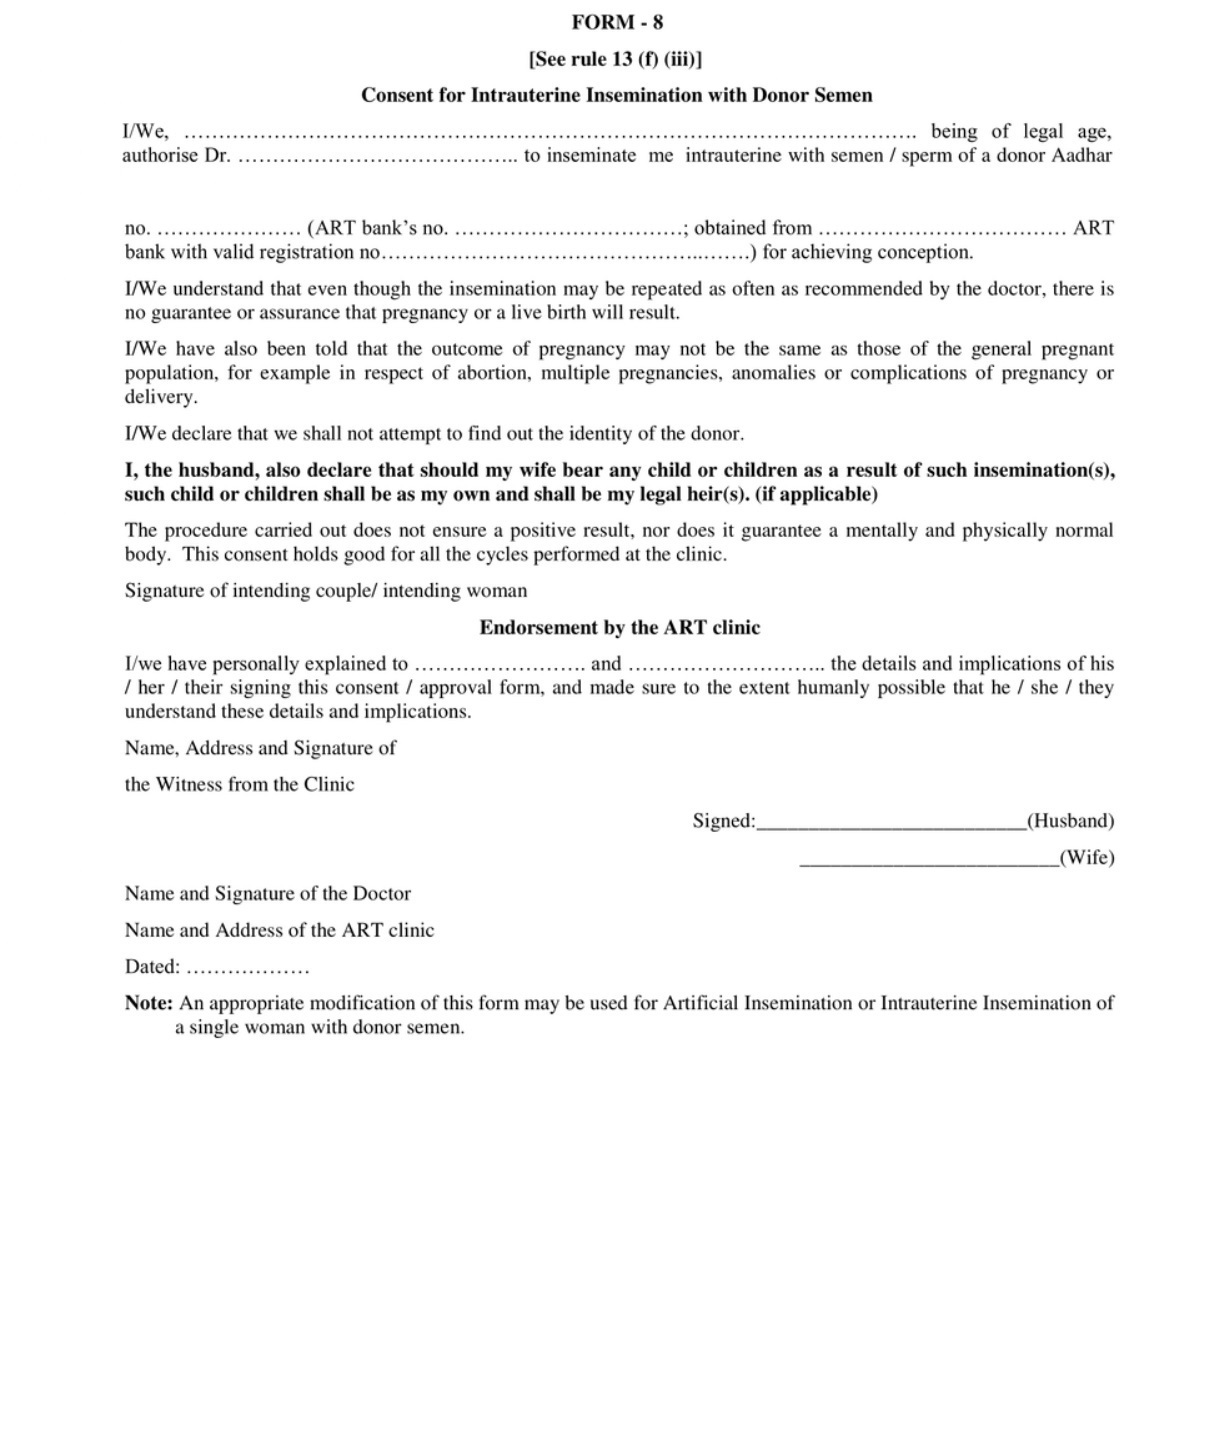 FORM - 8
[See rule 13 (f) (iii)]
Consent for Intrauterine Insemination with Donor Semen
I/We, ………………………………………………………………………………………….. being of legal age,
authorise Dr. ………………………………….. to inseminate me intrauterine with semen / sperm of a donor Aadhar
no. ………………… (ART bank’s no. ……………………………; obtained from ……………………………… ART
bank with valid registration no………………………………………..…….) for achieving conception.
I/We understand that even though the insemination may be repeated as often as recommended by the doctor, there is
no guarantee or assurance that pregnancy or a live birth will result.
I/We have also been told that the outcome of pregnancy may not be the same as those of the general pregnant
population, for example in respect of abortion, multiple pregnancies, anomalies or complications of pregnancy or
delivery.
I/We declare that we shall not attempt to find out the identity of the donor.
I, the husband, also declare that should my wife bear any child or children as a result of such insemination(s),
such child or children shall be as my own and shall be my legal heir(s). (if applicable)
The procedure carried out does not ensure a positive result, nor does it guarantee a mentally and physically normal
body. This consent holds good for all the cycles performed at the clinic.
Signature of intending couple/ intending woman
Endorsement by the ART clinic
I/we have personally explained to ……………………. and ……………………….. the details and implications of his
/ her / their signing this consent / approval form, and made sure to the extent humanly possible that he / she / they
understand these details and implications.
Name, Address and Signature of
the Witness from the Clinic
Signed:__________________________(Husband)
_________________________(Wife)
Name and Signature of the Doctor
Name and Address of the ART clinic
Dated: ………………
Note: An appropriate modification of this form may be used for Artificial Insemination or Intrauterine Insemination of
a single woman with donor semen.